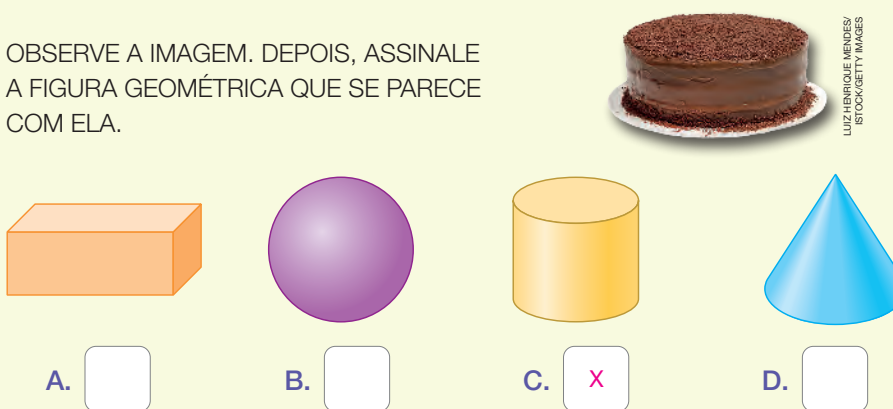 OBSERVE A IMAGEM. DEPOIS, ASSINALE
A FIGURA GEOMÉTRICA QUE SE PARECE
COM ELA.
LUIZ HENRIQUE MENDES/
ISTOCK/GETTY IMAGES
A.
B.
C. X
D.